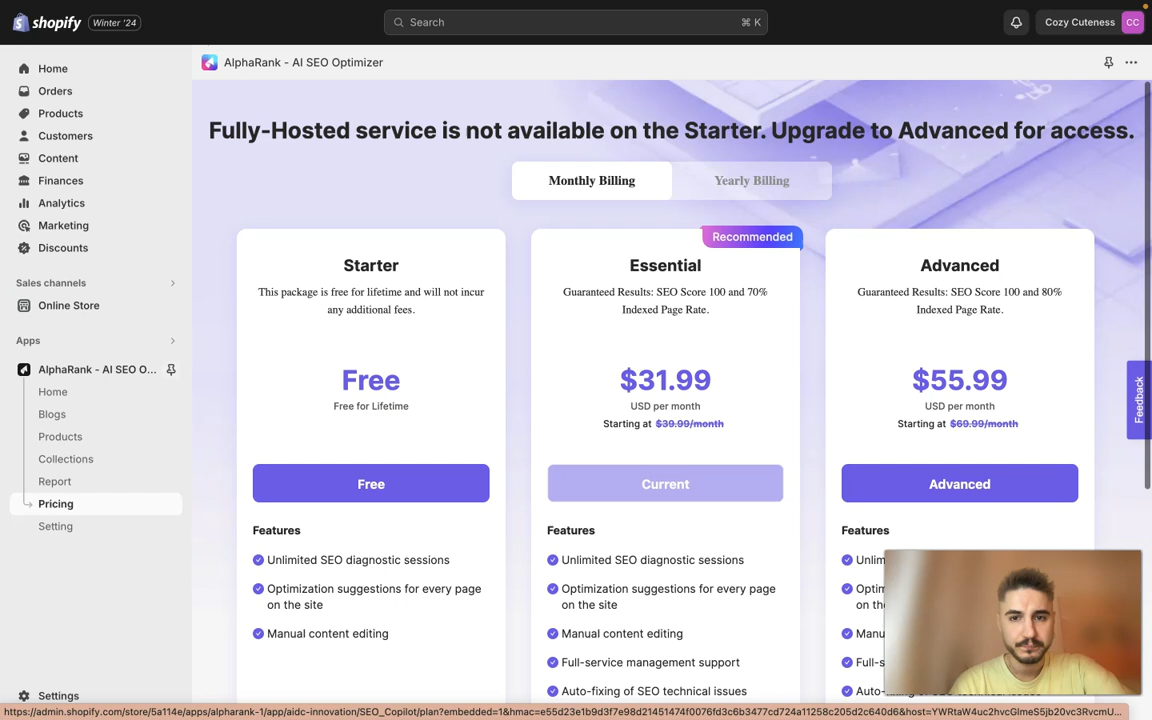 shopify
Winter '24
Search
⌘ K
Cozy Cuteness
CC
Home
Orders
Products
Customers
Content
Finances
Analytics
Marketing
Discounts
Sales channels
Online Store
Apps
AlphaRank - AI SEO O...
Home
Blogs
Products
Collections
Report
Pricing
Setting
Settings
AlphaRank - AI SEO Optimizer
Fully-Hosted service is not available on the Starter. Upgrade to Advanced for access.
Monthly Billing
Yearly Billing
Starter
This package is free for lifetime and will not incur
any additional fees.
Free
Free for Lifetime
Free
Features
Unlimited SEO diagnostic sessions
Optimization suggestions for every page
on the site
Manual content editing
Recommended
Essential
Guaranteed Results: SEO Score 100 and 70%
Indexed Page Rate.
$31.99
USD per month
Starting at $39.99/month
Current
Features
Unlimited SEO diagnostic sessions
Optimization suggestions for every page
on the site
Manual content editing
Full-service management support
Auto-fixing of SEO technical issues
Advanced
Guaranteed Results: SEO Score 100 and 80%
Indexed Page Rate.
$55.99
USD per month
Starting at $69.99/month
Advanced
Features
Unlim
Optim
on the
Manu
Full-s
Auto-
Feedback